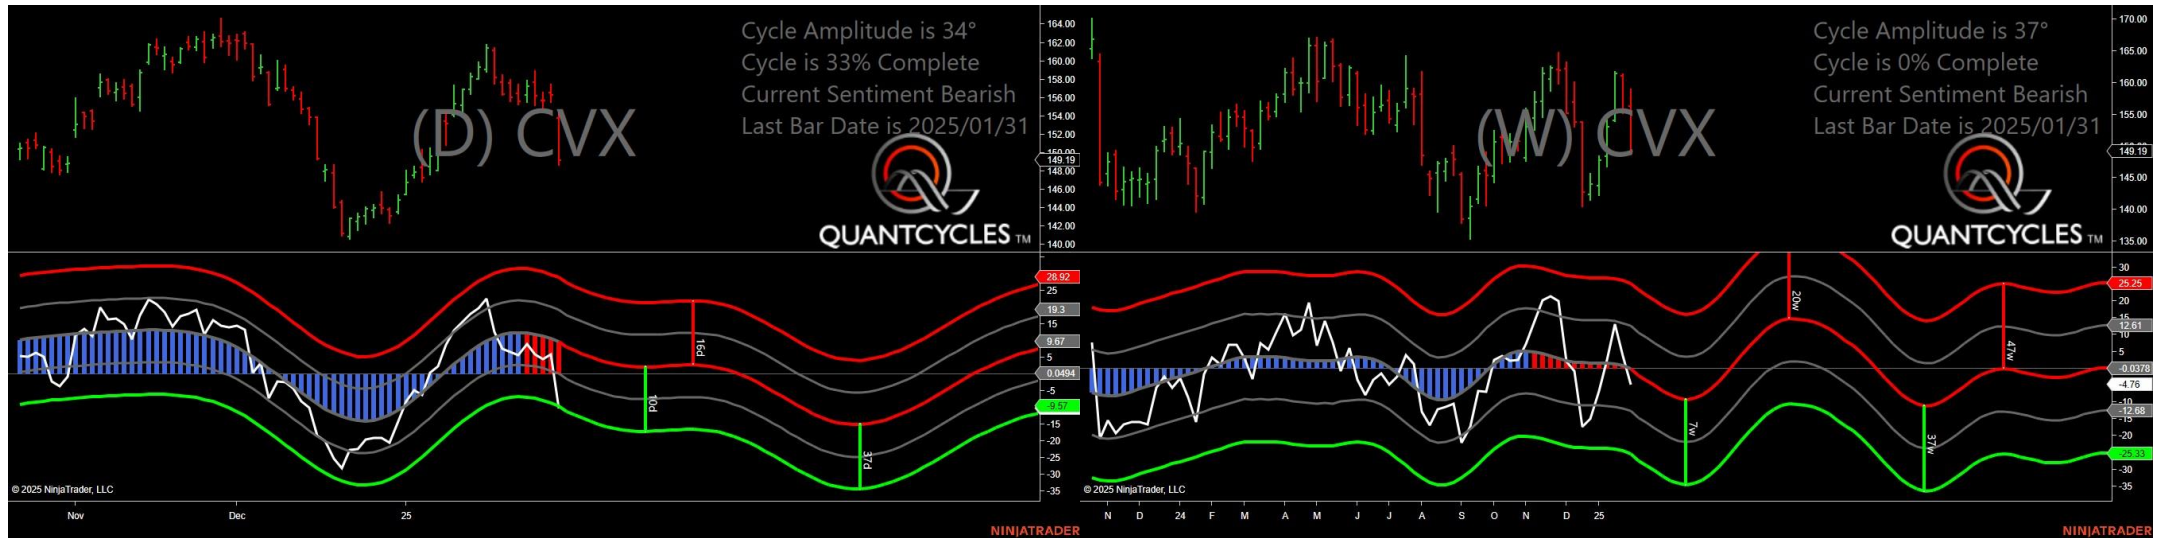 Cycle Amplitude is 34°
Cycle is 33% Complete
Current Sentiment Bearish
Last Bar Date is 2025/01/31
(D) CVX
QUANTCYCLES TM
164.00
162.00
160.00
158.00
156.00
154.00
152.00
150.00
149.19
148.00
146.00
144.00
142.00
140.00
28.92
25
19.3
15
9.67
5
0.0494
-5
-9.57
-15
-20
-25
-30
-35
16d
10d
37d
© 2025 NinjaTrader, LLC
Nov
Dec
25
NINJATRADER
Cycle Amplitude is 37°
Cycle is 0% Complete
Current Sentiment Bearish
Last Bar Date is 2025/01/31
(W) CVX
QUANTCYCLES TM
170.00
165.00
160.00
155.00
149.19
145.00
140.00
135.00
30
25.25
20
15
12.61
10
5
-0.0378
-4.76
-10
-12.68
-15
-20
-25.33
-30
-35
20w
47w
7w
37w
© 2025 NinjaTrader, LLC
N D 24 F M A M J J A S O N D 25
NINJATRADER